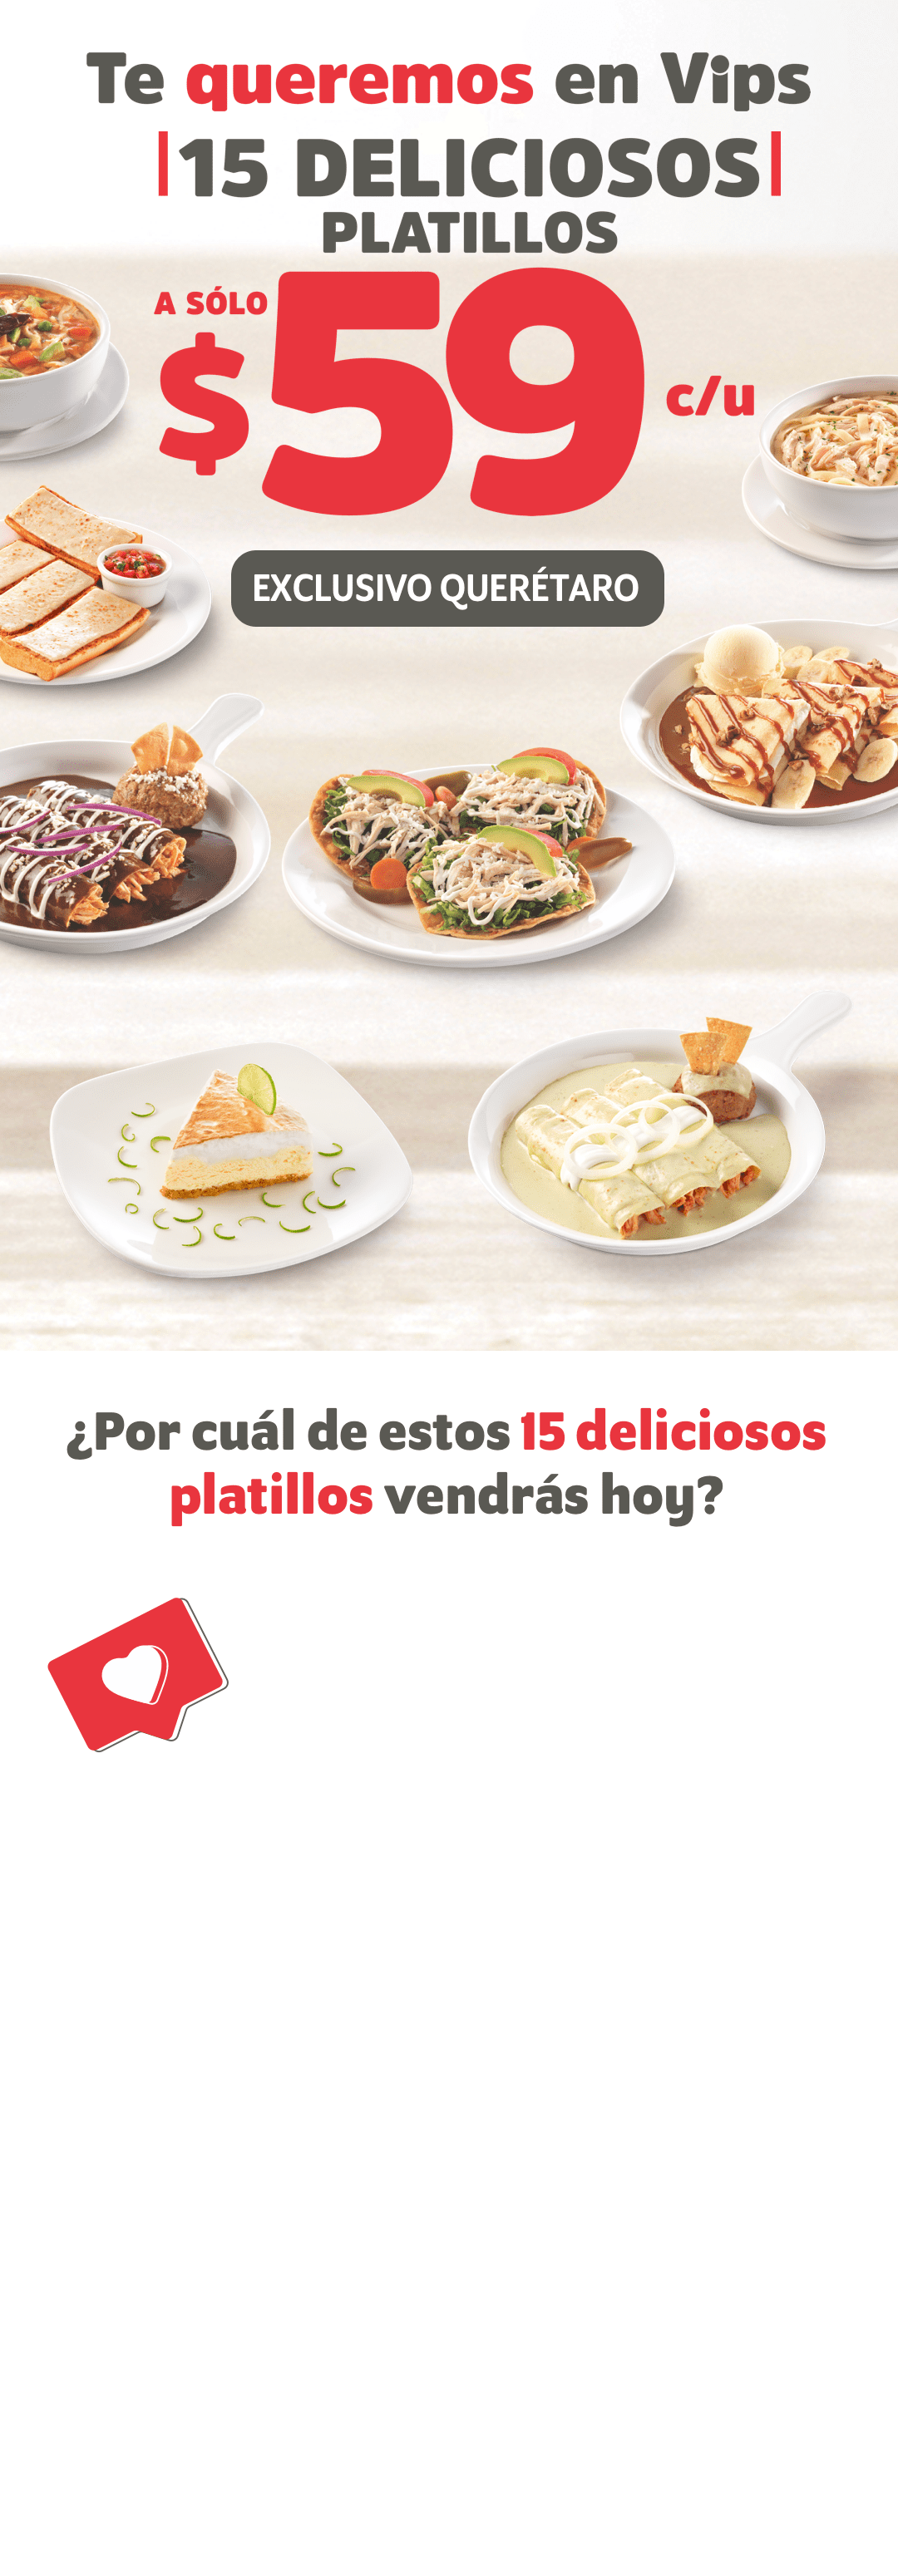 Te queremos en Vips
15 DELICIOSOS
PLATILLOS
A SÓLO
$59 c/u
EXCLUSIVO QUERÉTARO
¿Por cuál de estos 15 deliciosos
platillos vendrás hoy?